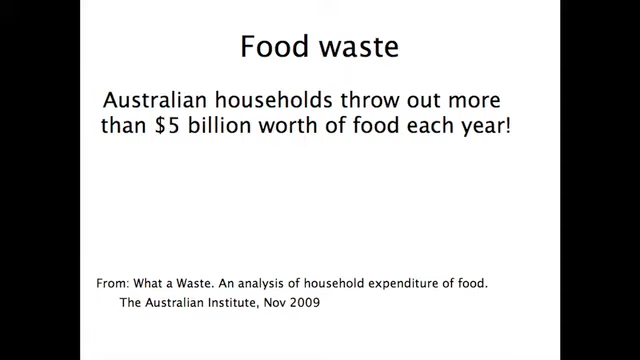 Food waste
Australian households throw out more
than $5 billion worth of food each year!
From: What a Waste. An analysis of household expenditure of food.
The Australian Institute, Nov 2009